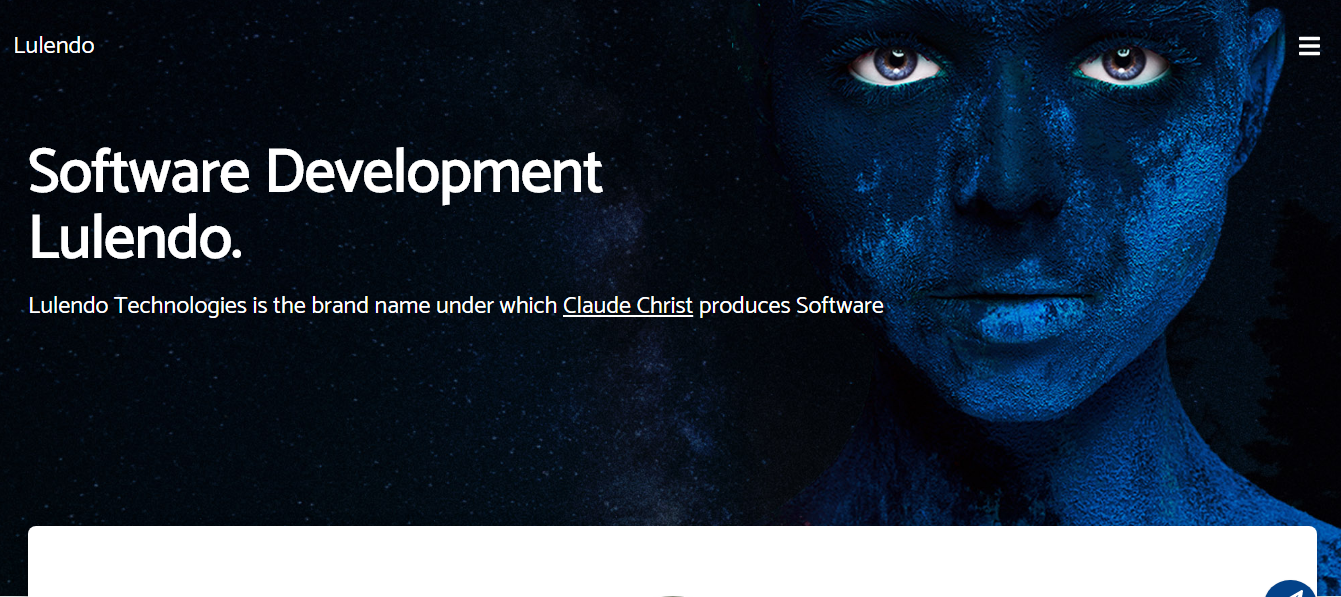 Lulendo
Software Development
Lulendo.
Lulendo Technologies is the brand name under which Claude Christ produces Software